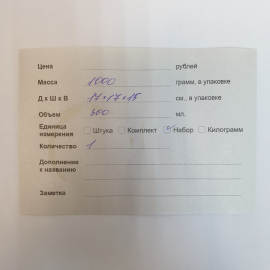 Цена рублей
Масса 1000 грамм, в упаковке
Д х Ш х В 17*17*15 см., в упаковке
Объем 360 мл.
Единица измерения Штука Комплект Набор Килограмм
Количество 1
Дополнение
к названию
Заметка